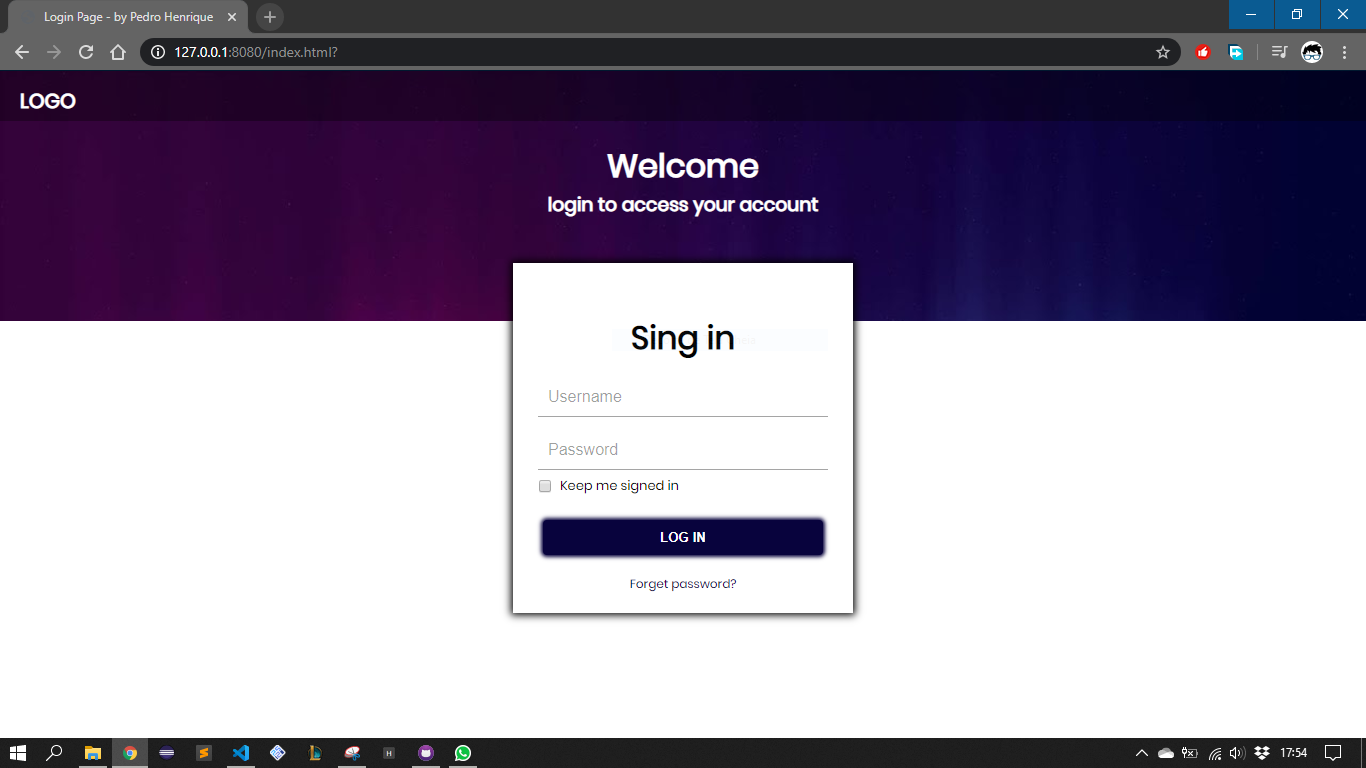 Login Page - by Pedro Henrique
127.0.0.1:8080/index.html?
LOGO
Welcome
login to access your account
Sing in
Username
Password
Keep me signed in
LOG IN
Forget password?
H
17:54